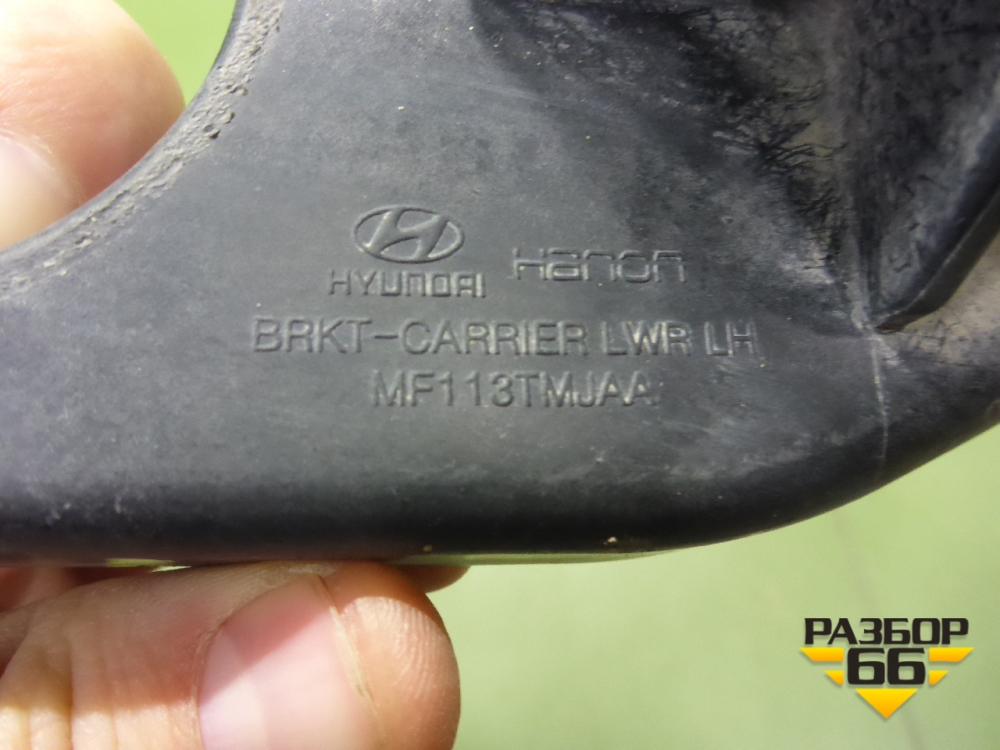 HYUNDAI Hanon
BRKT-CARRIER LWR LH
MF113TMJAA
РАЗБОР
66